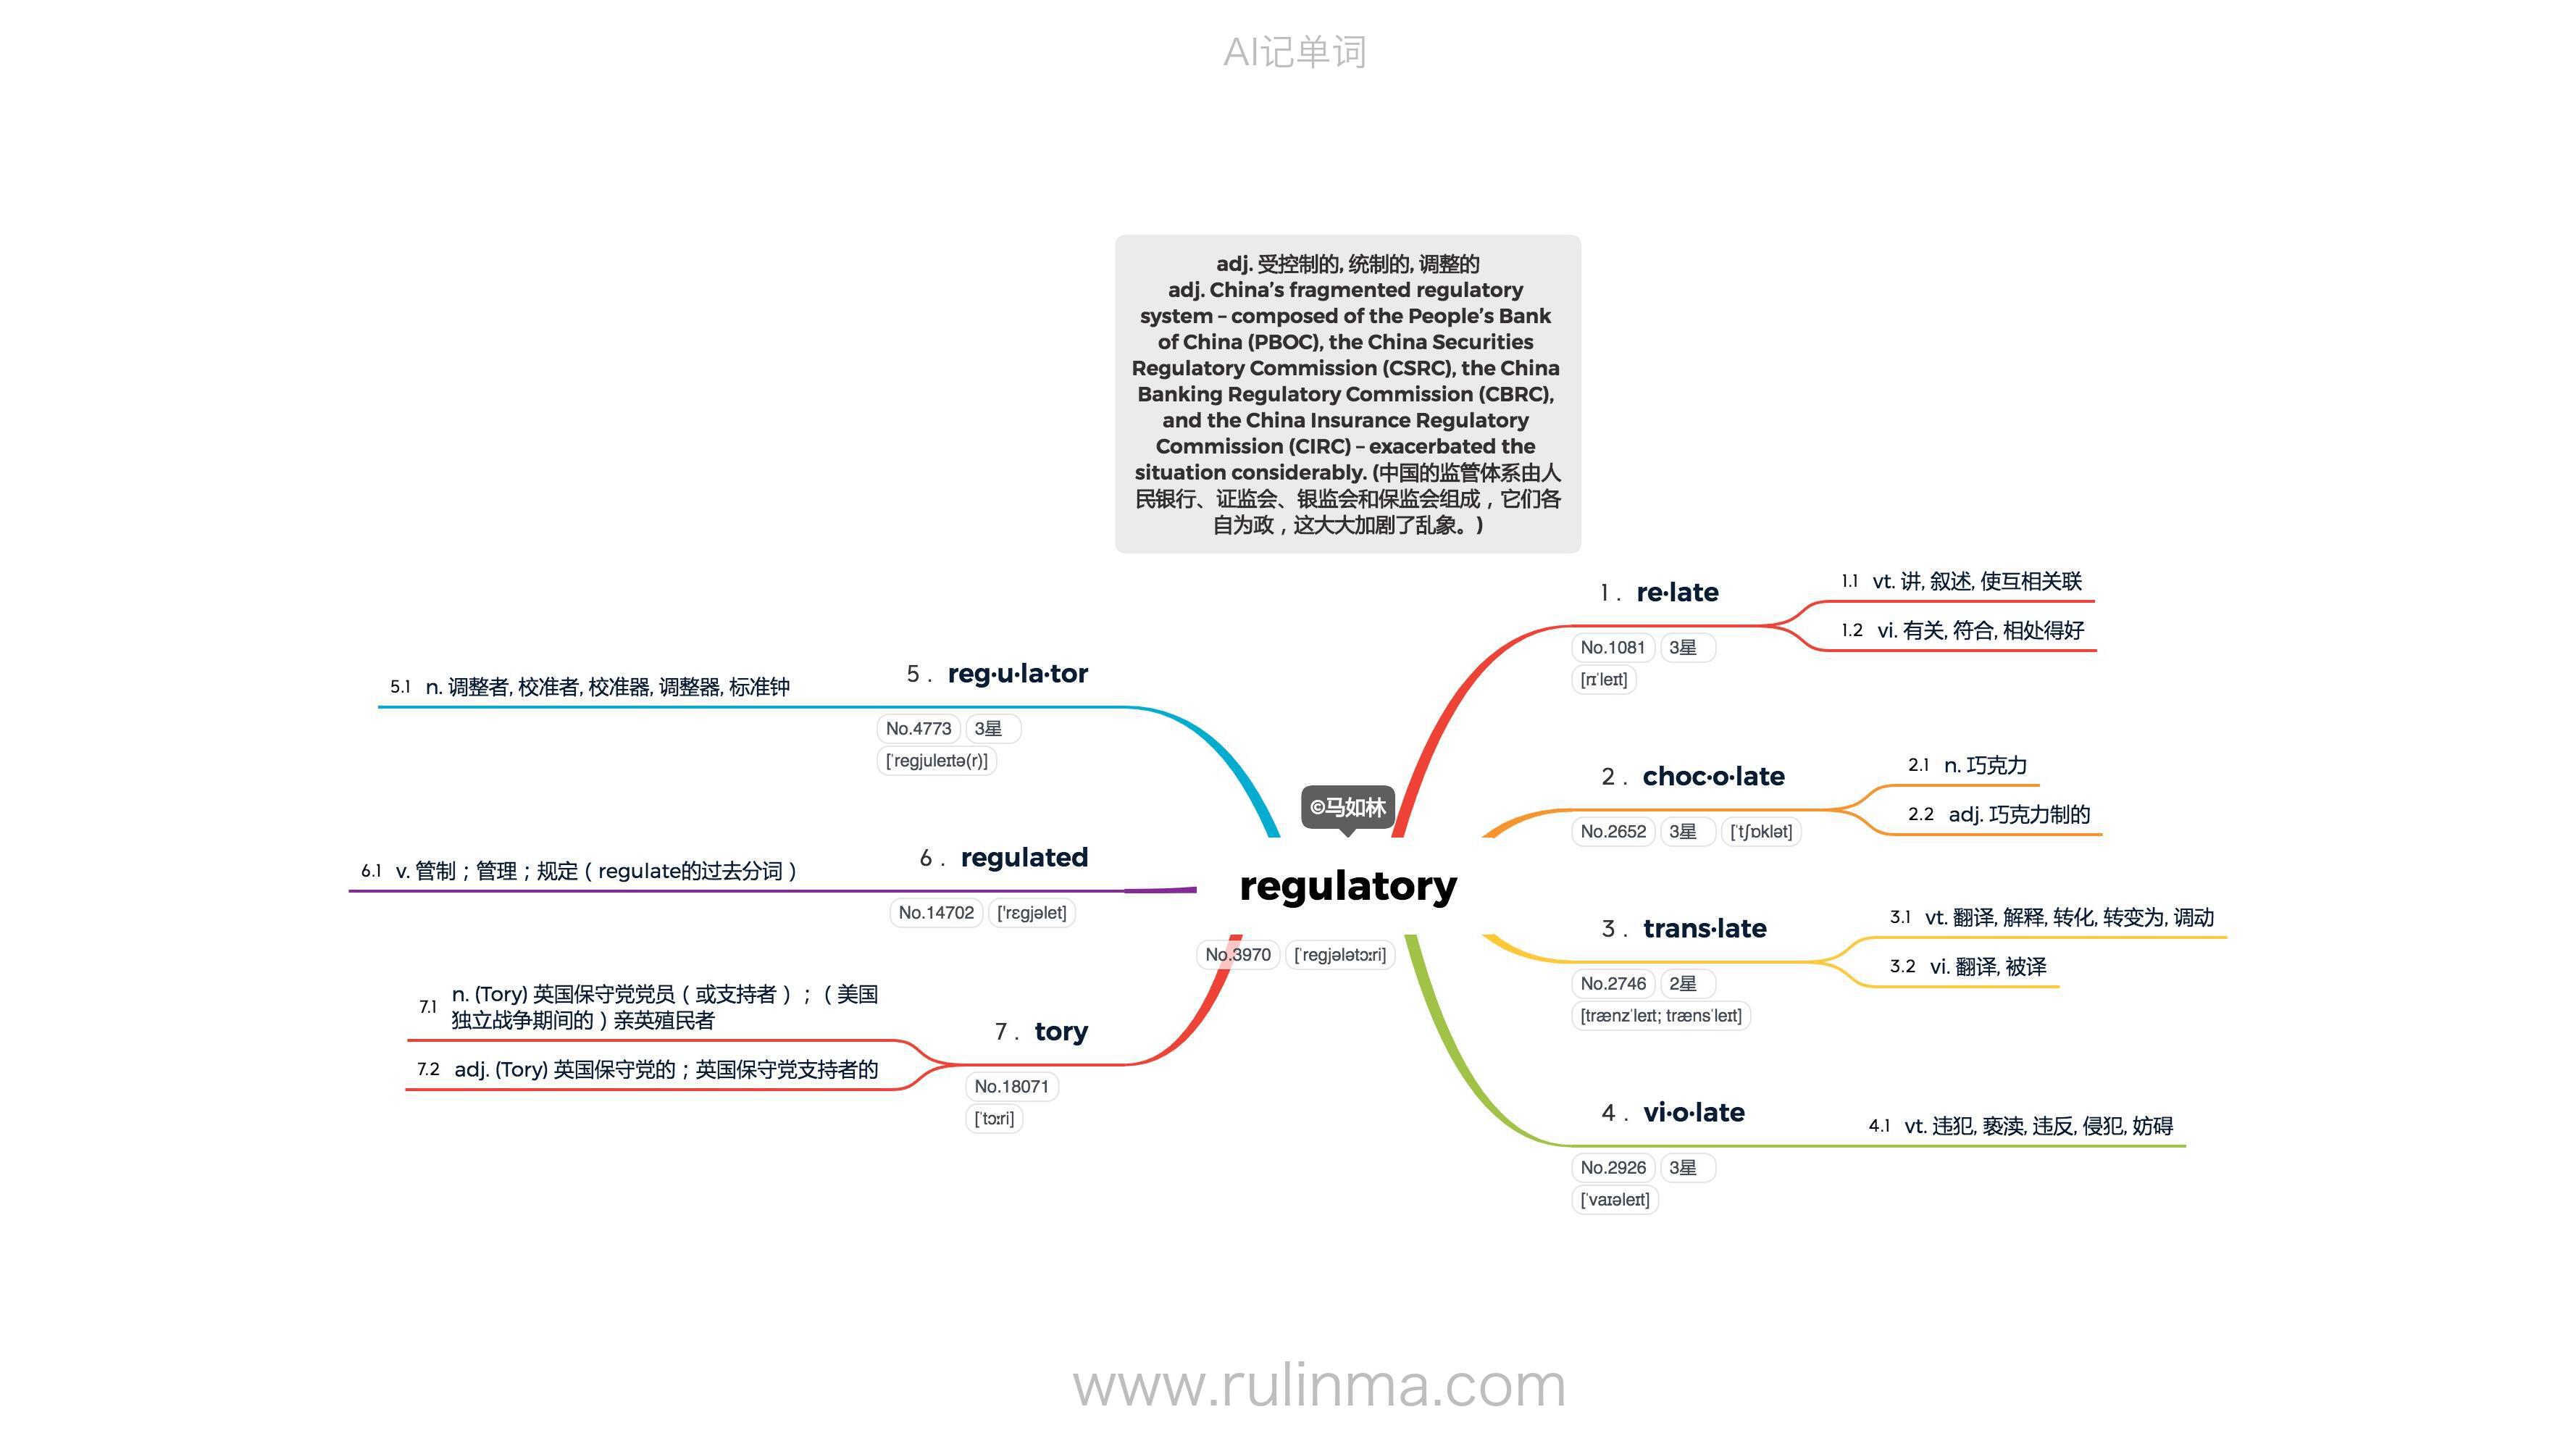 AI记单词
adj. 受控制的, 统制的, 调整的
adj. China’s fragmented regulatory
system – composed of the People’s Bank
of China (PBOC), the China Securities
Regulatory Commission (CSRC), the China
Banking Regulatory Commission (CBRC),
and the China Insurance Regulatory
Commission (CIRC) – exacerbated the
situation considerably. (中国的监管体系由人
民银行、证监会、银监会和保监会组成，它们各
自为政，这大大加剧了乱象。)
©马如林
regulatory
No.3970 [ˈregjələtɔːri]
1. re·late
No.1081 3星
[rɪˈleɪt]
1.1 vt. 讲, 叙述, 使互相关联
1.2 vi. 有关, 符合, 相处得好
2. choc·o·late
No.2652 3星 [ˈtʃɒklət]
2.1 n. 巧克力
2.2 adj. 巧克力制的
3. trans·late
No.2746 2星
[trænzˈleɪt; trænsˈleɪt]
3.1 vt. 翻译, 解释, 转化, 转变为, 调动
3.2 vi. 翻译, 被译
4. vi·o·late
No.2926 3星
[ˈvaɪəleɪt]
4.1 vt. 违犯, 亵渎, 违反, 侵犯, 妨碍
5. reg·u·la·tor
No.4773 3星
[ˈregjuleɪtə(r)]
5.1 n. 调整者, 校准者, 校准器, 调整器, 标准钟
6. regulated
No.14702 ['rɛgjəlet]
6.1 v. 管制；管理；规定（regulate的过去分词）
7. tory
No.18071
[ˈtɔːri]
7.1 n. (Tory) 英国保守党党员（或支持者）；（美国
独立战争期间的）亲英殖民者
7.2 adj. (Tory) 英国保守党的；英国保守党支持者的
www.rulinma.com